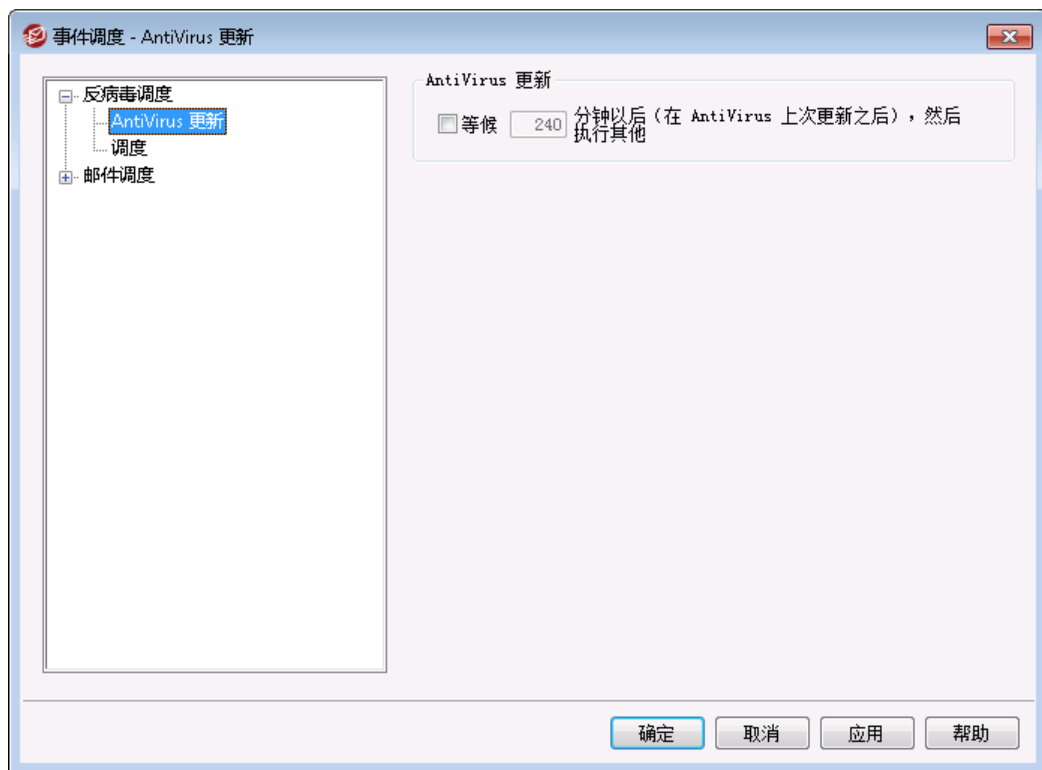 事件调度 - AntiVirus 更新
反病毒调度
AntiVirus 更新
调度
邮件调度
AntiVirus 更新
等候 240 分钟以后（在 AntiVirus 上次更新之后），然后
执行其他
确定 取消 应用 帮助